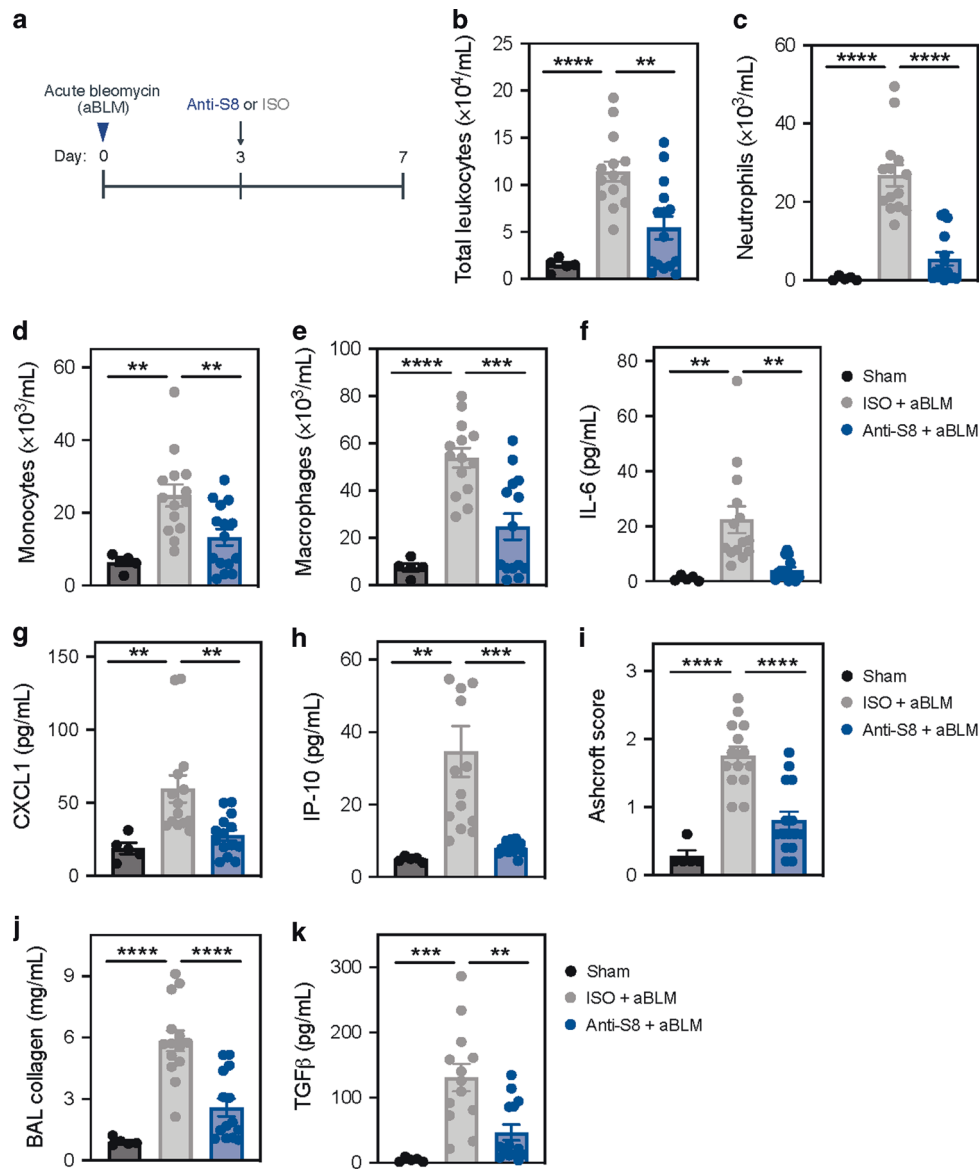 a
Acute bleomycin
(aBLM)
Anti-S8 or ISO
Day: 0 3 7
b
Total leukocytes (×10⁴/mL)
25
20
15
10
5
0
**** **
c
Neutrophils (×10³/mL)
60
40
20
0
**** ****
d
Monocytes (×10³/mL)
60
40
20
0
** **
e
Macrophages (×10³/mL)
100
80
60
40
20
0
**** ***
f
IL-6 (pg/mL)
80
60
40
20
0
** **
Sham
ISO + aBLM
Anti-S8 + aBLM
g
CXCL1 (pg/mL)
150
100
50
0
** **
h
IP-10 (pg/mL)
60
40
20
0
** ***
i
Ashcroft score
3
2
1
0
**** ****
Sham
ISO + aBLM
Anti-S8 + aBLM
j
BAL collagen (mg/mL)
9
6
3
0
**** ****
k
TGFβ (pg/mL)
300
200
100
0
*** **
Sham
ISO + aBLM
Anti-S8 + aBLM